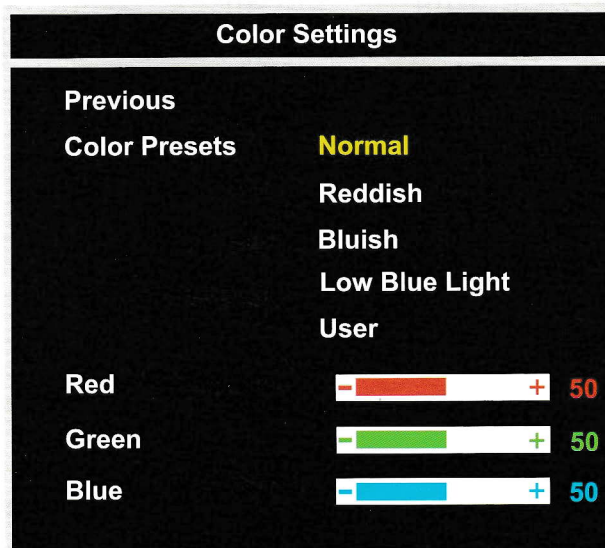 Color Settings
Previous
Color Presets Normal
Reddish
Bluish
Low Blue Light
User
Red - + 50
Green - + 50
Blue - + 50